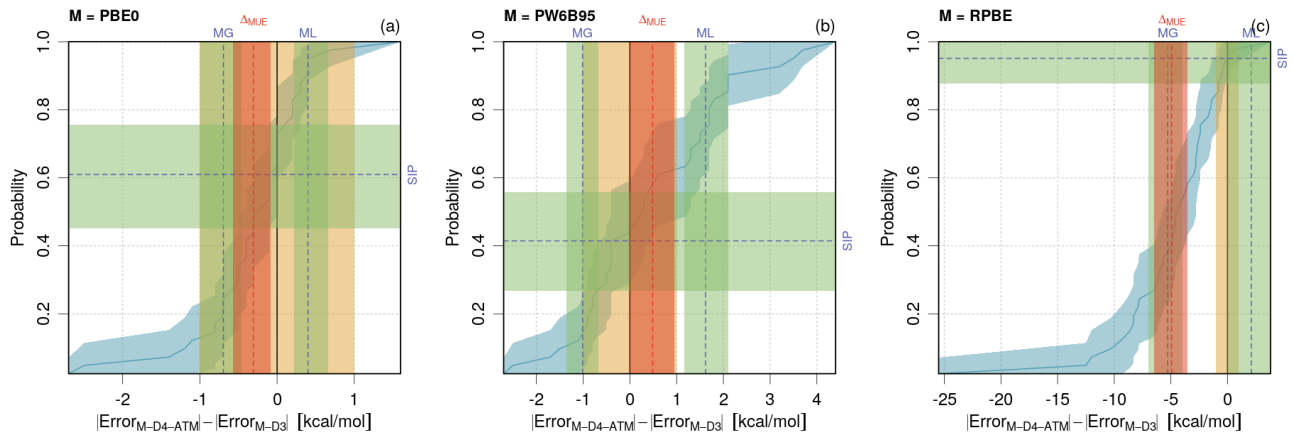 M = PBE0
(a)
ΔMUE
MG
ML
1.0
0.8
0.6
0.4
0.2
Probability
SIP
-2
-1
0
1
|ErrorM−D4−ATM|−|ErrorM−D3| [kcal/mol]
M = PW6B95
(b)
ΔMUE
MG
ML
1.0
0.8
0.6
0.4
0.2
Probability
SIP
-2
-1
0
1
2
3
4
|ErrorM−D4−ATM|−|ErrorM−D3| [kcal/mol]
M = RPBE
(c)
ΔMUE
MG
ML
1.0
0.8
0.6
0.4
0.2
Probability
SIP
-25
-20
-15
-10
-5
0
|ErrorM−D4−ATM|−|ErrorM−D3| [kcal/mol]